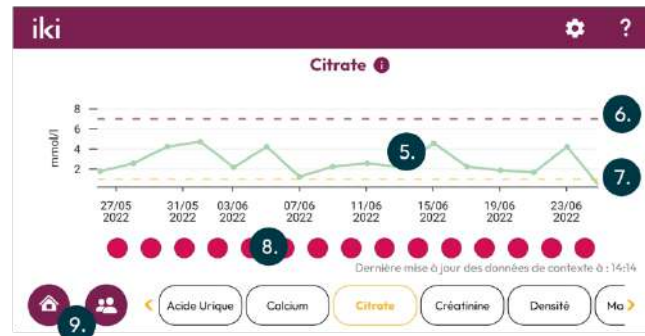 iki ?
Citrate i
mmol/l
8
6
4
2
5.
6.
7.
27/05 31/05 03/06 07/06 11/06 15/06 19/06 23/06
2022 2022 2022 2022 2022 2022 2022 2022
8.
Dernière mise à jour des données de contexte à : 14:14
9.
< Acide Urique Calcium Citrate Créatinine Densité Ma >